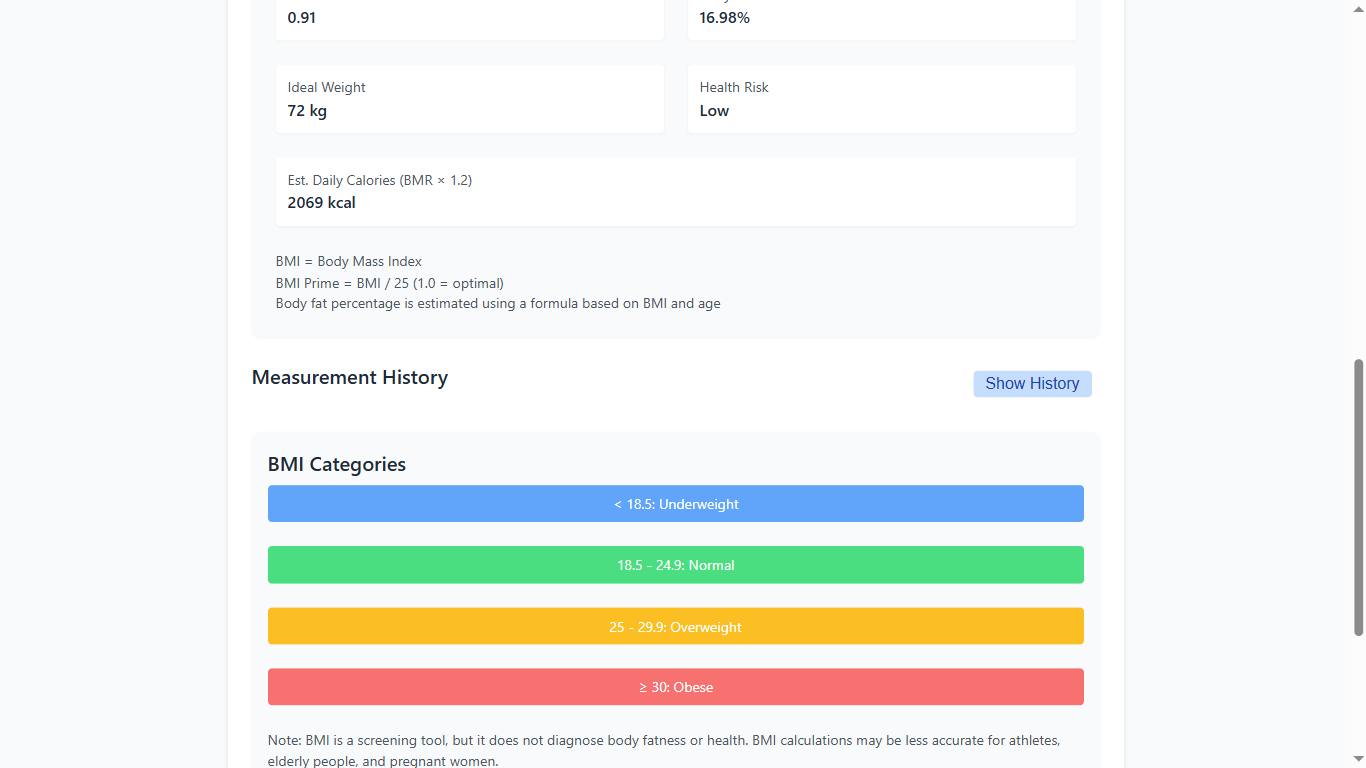 0.91
16.98%
Ideal Weight
72 kg
Health Risk
Low
Est. Daily Calories (BMR × 1.2)
2069 kcal
BMI = Body Mass Index
BMI Prime = BMI / 25 (1.0 = optimal)
Body fat percentage is estimated using a formula based on BMI and age
Measurement History
Show History
BMI Categories
< 18.5: Underweight
18.5 - 24.9: Normal
25 - 29.9: Overweight
≥ 30: Obese
Note: BMI is a screening tool, but it does not diagnose body fatness or health. BMI calculations may be less accurate for athletes,
elderly people, and pregnant women.